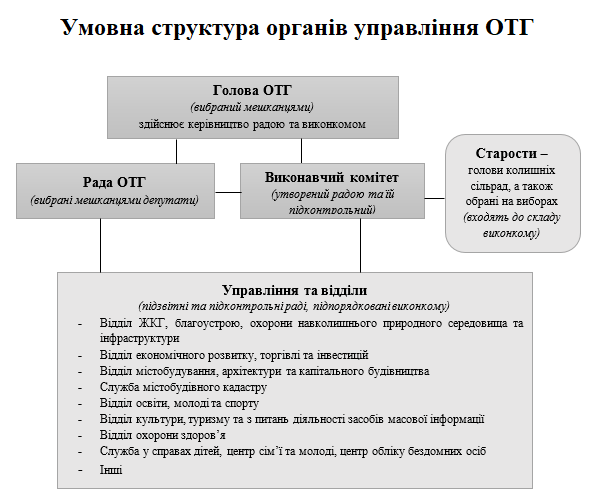 Умовна структура органів управління ОТГ
Голова ОТГ
(вибраний мешканцями)
здійснює керівництво радою та виконкомом
Рада ОТГ
(вибрані мешканцями депутати)
Виконавчий комітет
(утворений радою та їй
підконтрольний)
Старости –
голови колишніх
сільрад, а також
обрані на виборах
(входять до складу
виконкому)
Управління та відділи
(підзвітні та підконтрольні раді, підпорядковані виконкому)
- Відділ ЖКГ, благоустрою, охорони навколишнього природного середовища та
інфраструктури
- Відділ економічного розвитку, торгівлі та інвестицій
- Відділ містобудування, архітектури та капітального будівництва
- Служба містобудівного кадастру
- Відділ освіти, молоді та спорту
- Відділ культури, туризму та з питань діяльності засобів масової інформації
- Відділ охорони здоров’я
- Служба у справах дітей, центр сім’ї та молоді, центр обліку бездомних осіб
- Інші